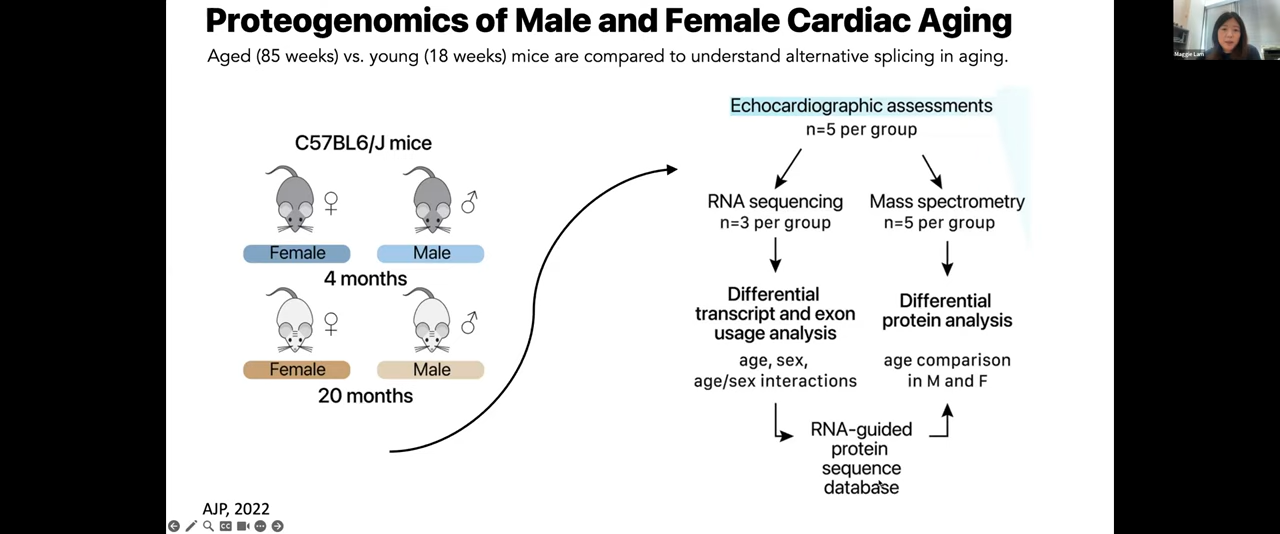 Proteogenomics of Male and Female Cardiac Aging
Aged (85 weeks) vs. young (18 weeks) mice are compared to understand alternative splicing in aging.
C57BL6/J mice
♀
♂
Female
Male
4 months
♀
♂
Female
Male
20 months
Echocardiographic assessments
n=5 per group
RNA sequencing
n=3 per group
Mass spectrometry
n=5 per group
Differential
transcript and exon
usage analysis
age, sex,
age/sex interactions
Differential
protein analysis
age comparison
in M and F
RNA-guided
protein
sequence
database
AJP, 2022
CC
Maggie Lam